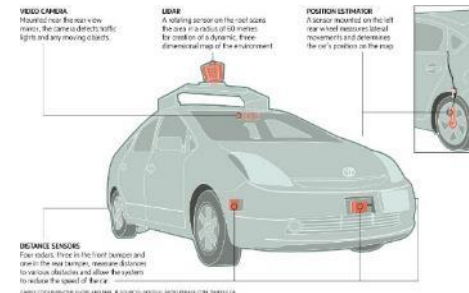 VIDEO CAMERA
Mounted near the rear view
mirror, the camera detects traffic
lights and any moving objects.
LIDAR
A rotating sensor on the roof scans
the area in a radius of 60 meters
for creation of a dynamic, three-
dimensional map of the environment
POSITION ESTIMATOR
A sensor mounted on the left
rear wheel measures lateral
movements and determines
the car's position on the map
DISTANCE SENSORS
Four radars, three in the front bumper and
one in the rear bumper, measure distances
to various obstacles and allow the system
to reduce the speed of the car.